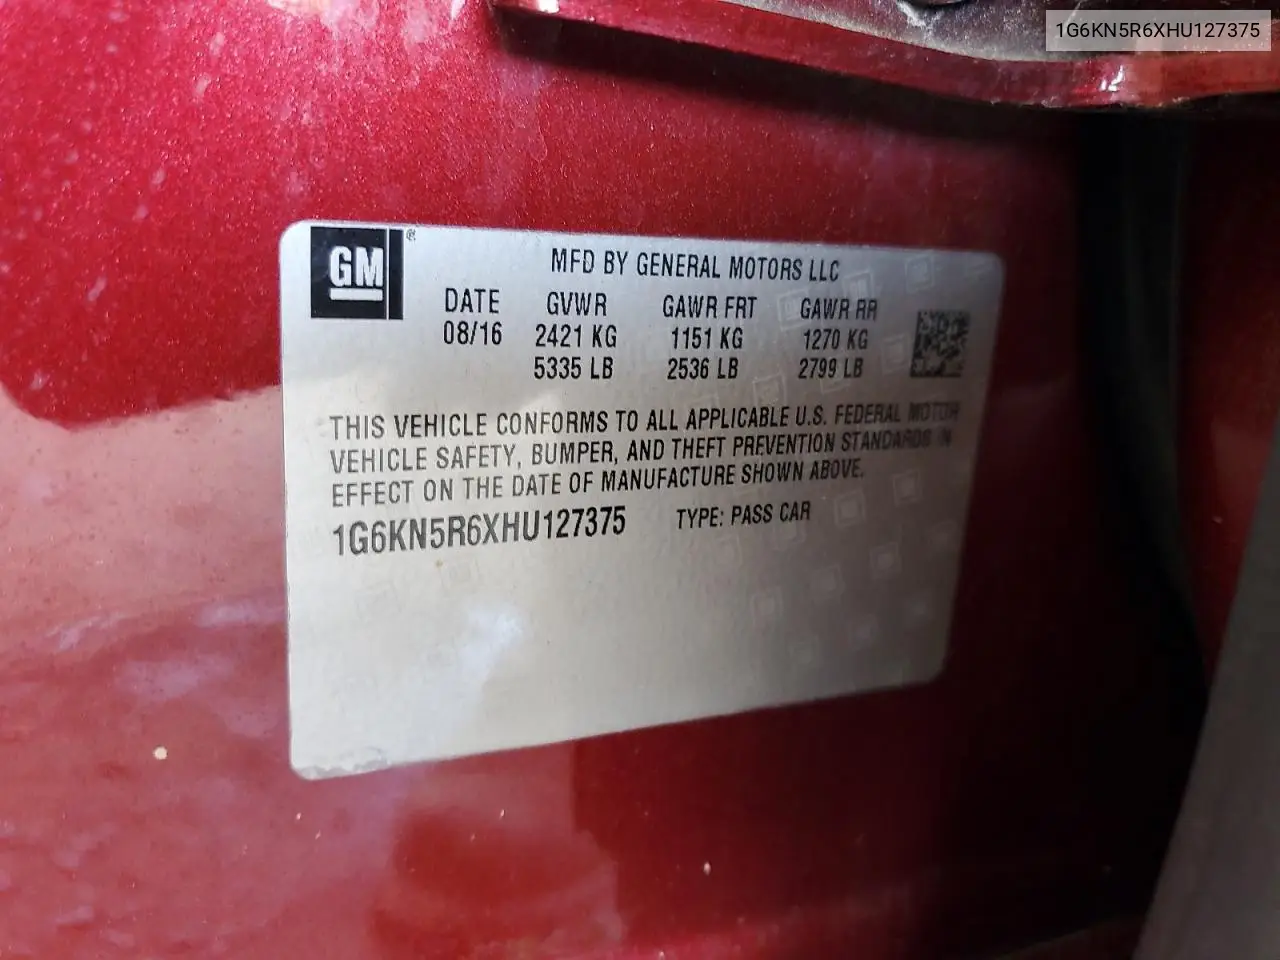 1G6KN5R6XHU127375
GM ®
MFD BY GENERAL MOTORS LLC
DATE GVWR GAWR FRT GAWR RR
08/16 2421 KG 1151 KG 1270 KG
5335 LB 2536 LB 2799 LB
THIS VEHICLE CONFORMS TO ALL APPLICABLE U.S. FEDERAL MOTOR
VEHICLE SAFETY, BUMPER, AND THEFT PREVENTION STANDARDS IN
EFFECT ON THE DATE OF MANUFACTURE SHOWN ABOVE.
1G6KN5R6XHU127375 TYPE: PASS CAR